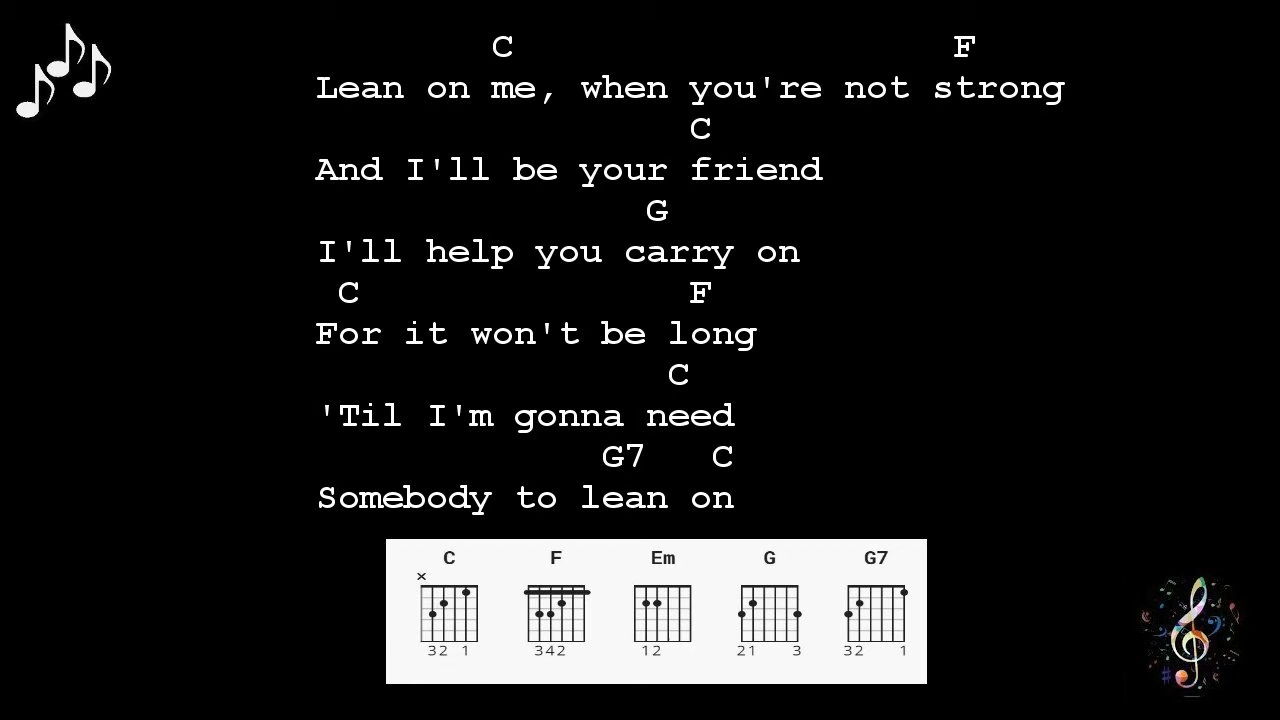 C F
Lean on me, when you're not strong
C
And I'll be your friend
G
I'll help you carry on
C F
For it won't be long
C
'Til I'm gonna need
G7 C
Somebody to lean on
C F Em G G7
x
32 1 342 12 21 3 32 1